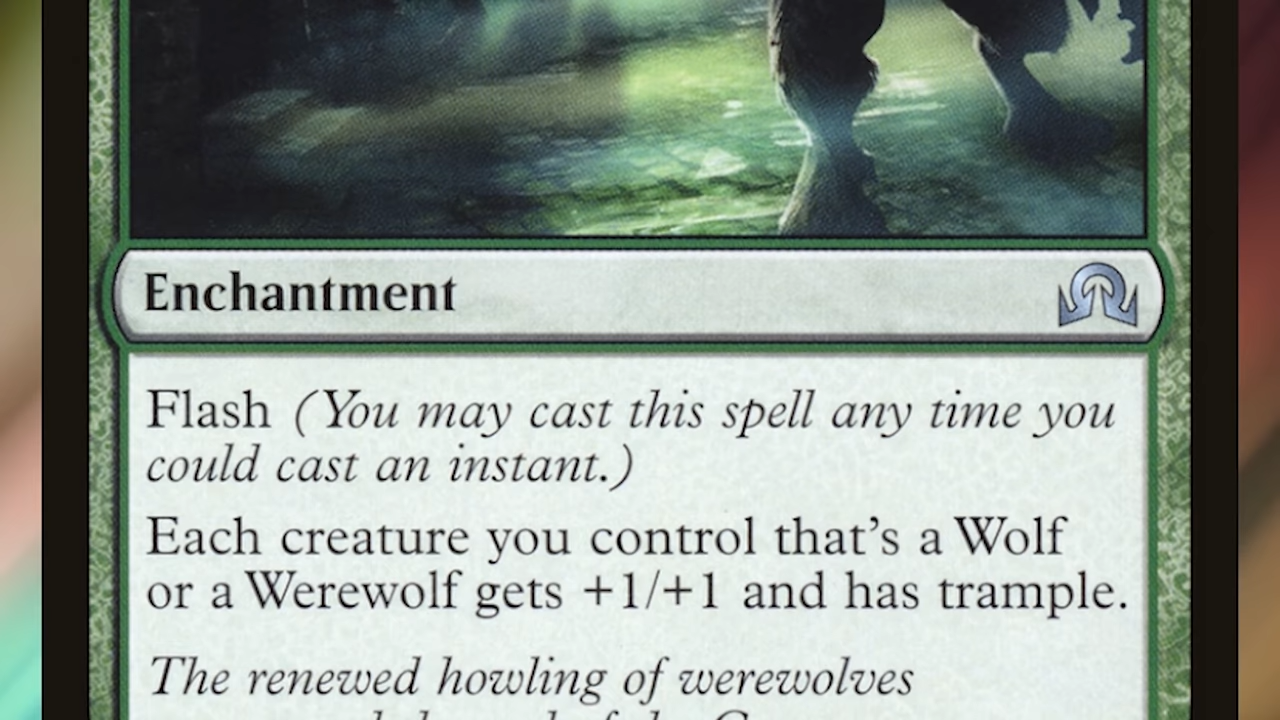 Enchantment
Flash (You may cast this spell any time you
could cast an instant.)
Each creature you control that's a Wolf
or a Werewolf gets +1/+1 and has trample.
The renewed howling of werewolves